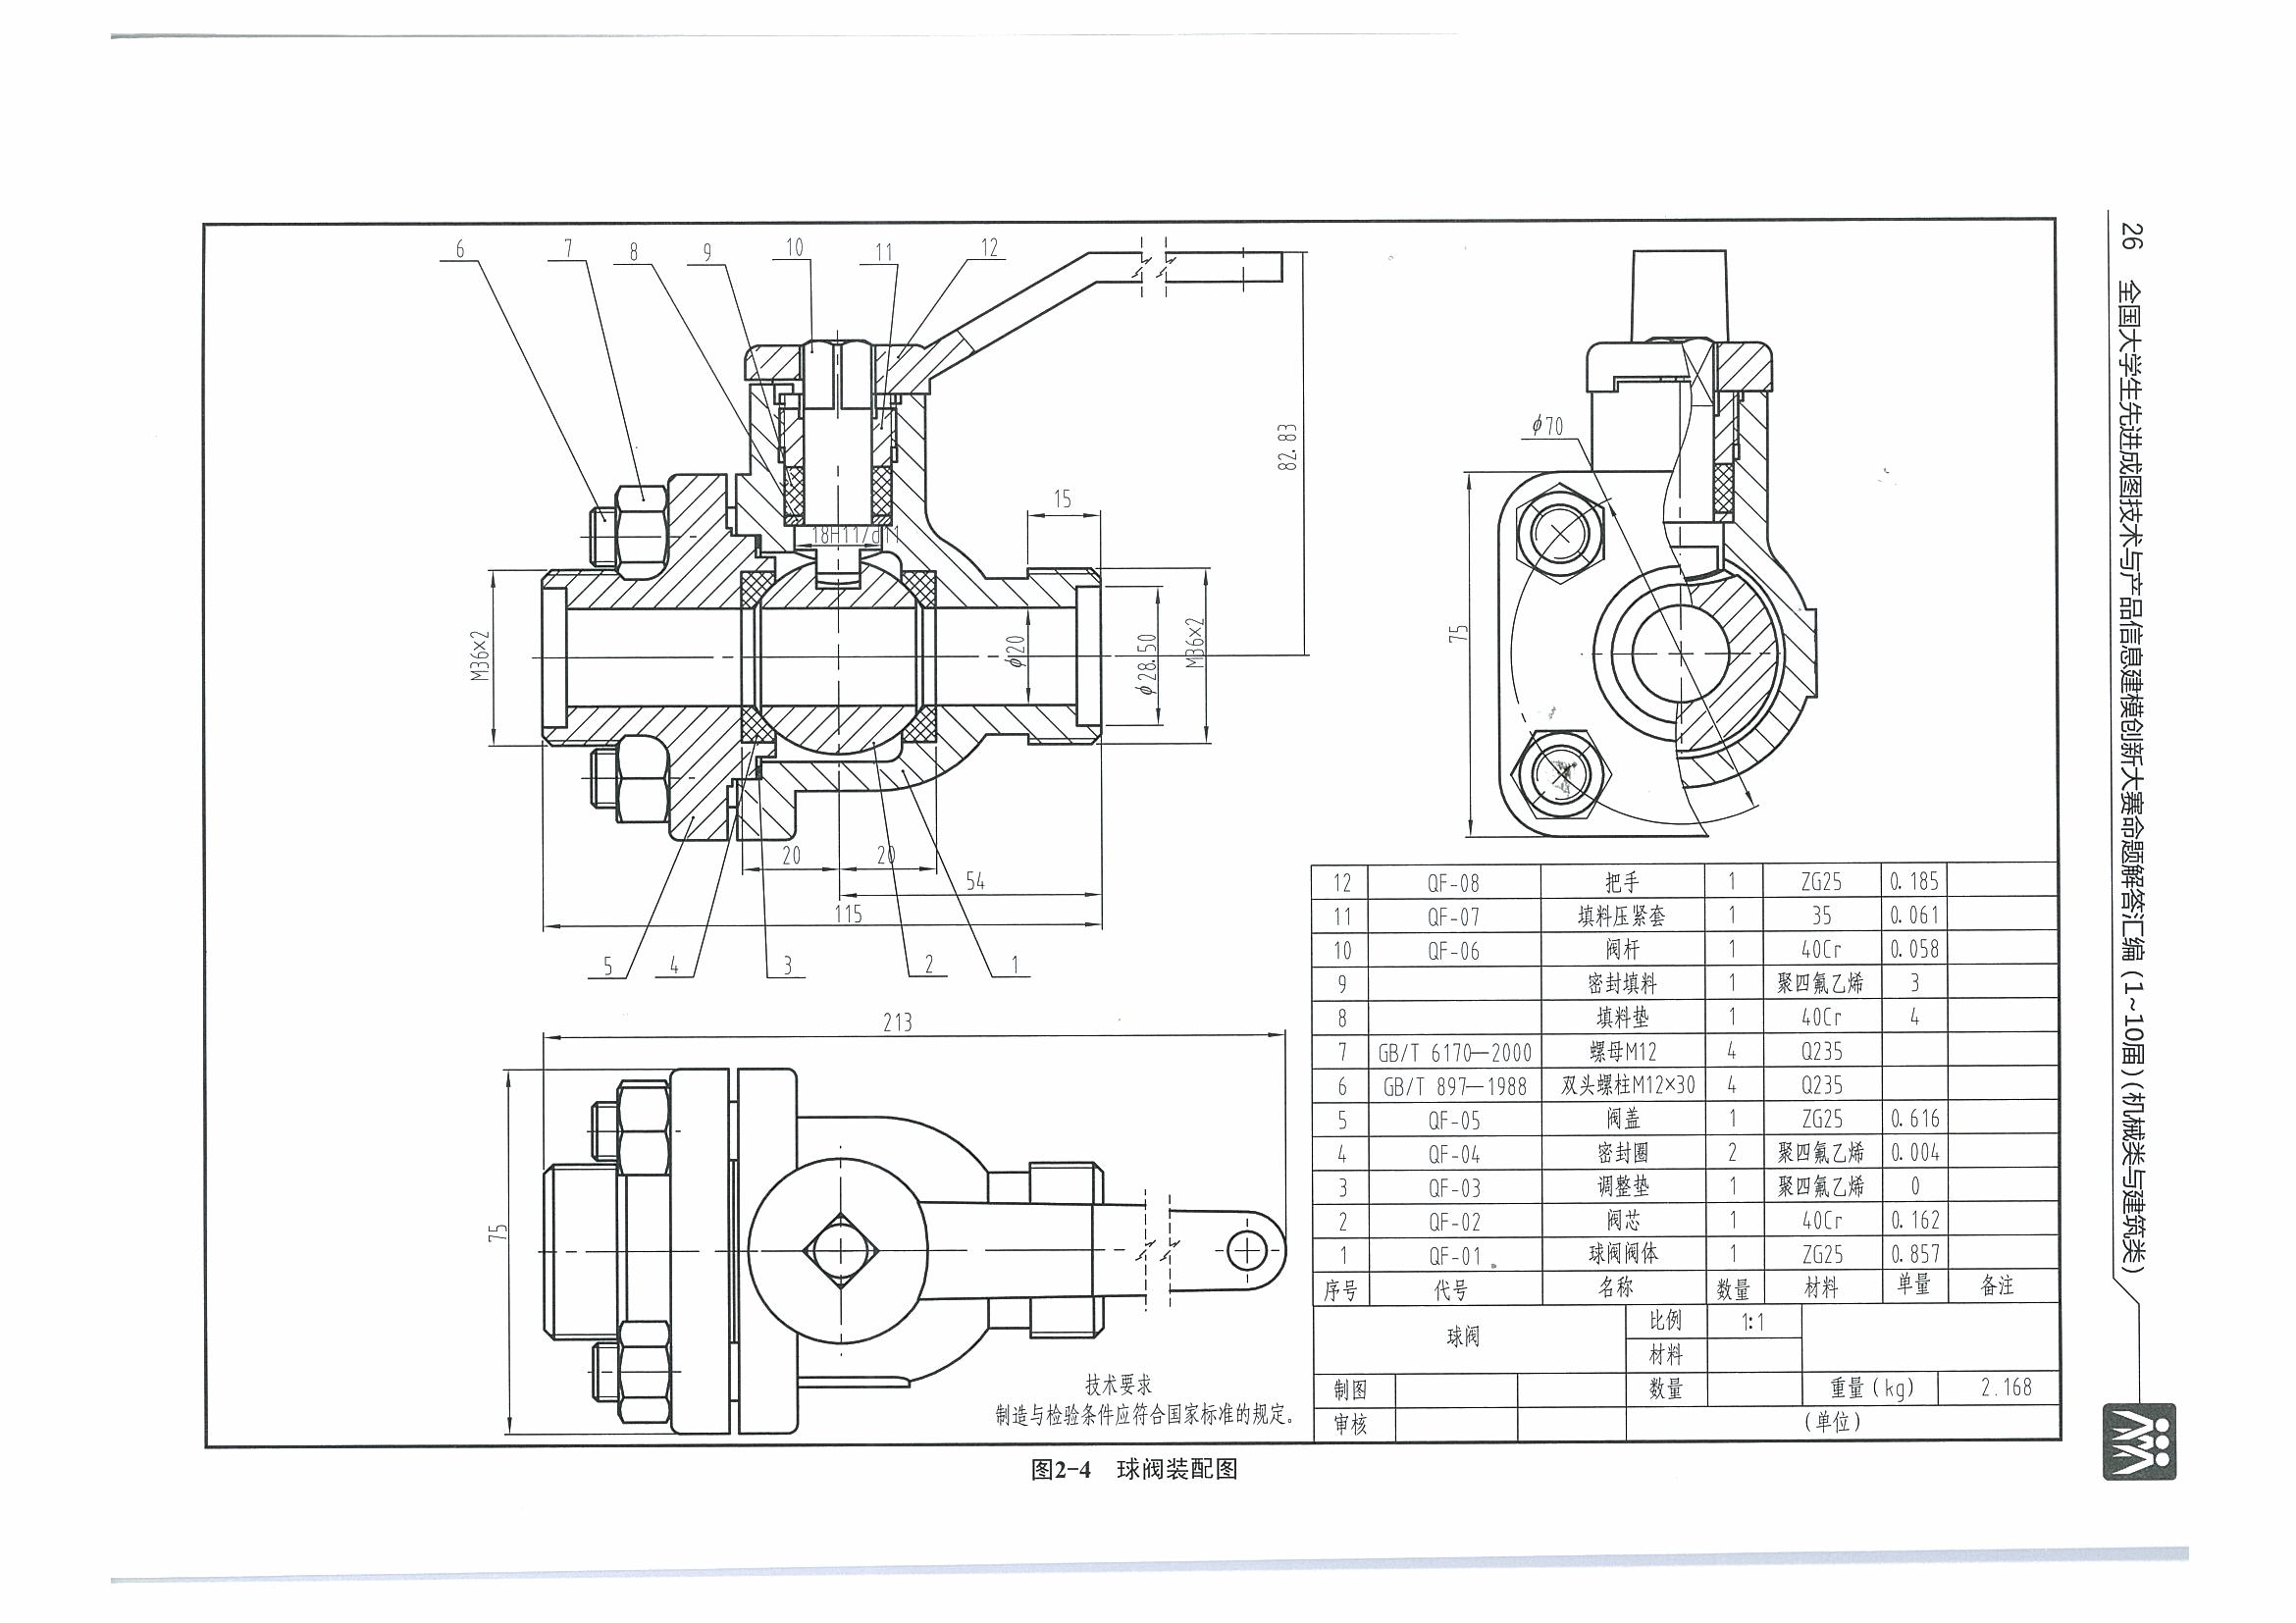 6 7 8 9 10 11 12
82.83
15
18H11/d11
M36×2
φ20
φ28.50
M36×2
20 20
54
115
5 4 3 2 1
φ70
75
213
75
技术要求
制造与检验条件应符合国家标准的规定。
12 QF-08 把手 1 ZG25 0.185
11 QF-07 填料压紧套 1 35 0.061
10 QF-06 阀杆 1 40Cr 0.058
9 密封填料 1 聚四氟乙烯 3
8 填料垫 1 40Cr 4
7 GB/T 6170—2000 螺母M12 4 Q235
6 GB/T 897—1988 双头螺柱M12×30 4 Q235
5 QF-05 阀盖 1 ZG25 0.616
4 QF-04 密封圈 2 聚四氟乙烯 0.004
3 QF-03 调整垫 1 聚四氟乙烯 0
2 QF-02 阀芯 1 40Cr 0.162
1 QF-01 球阀阀体 1 ZG25 0.857
序号 代号 名称 数量 材料 单量 备注
球阀 比例 1:1
材料
制图 数量 重量(kg) 2.168
审核 (单位)
图2-4 球阀装配图
26 全国大学生先进成图技术与产品信息建模创新大赛命题解答汇编(1~10届)(机械类与建筑类)